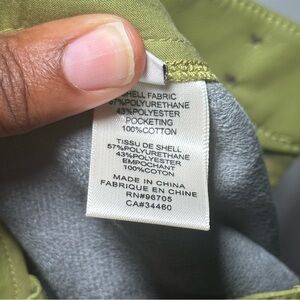 SHELL FABRIC
57%POLYURETHANE
43%POLYESTER
POCKETING
100%COTTON
TISSU DE SHELL
57%POLYURETHANE
43%POLYESTER
EMPOCHANT
100%COTON
MADE IN CHINA
FABRIQUE EN CHINE
RN#96705
CA#34460